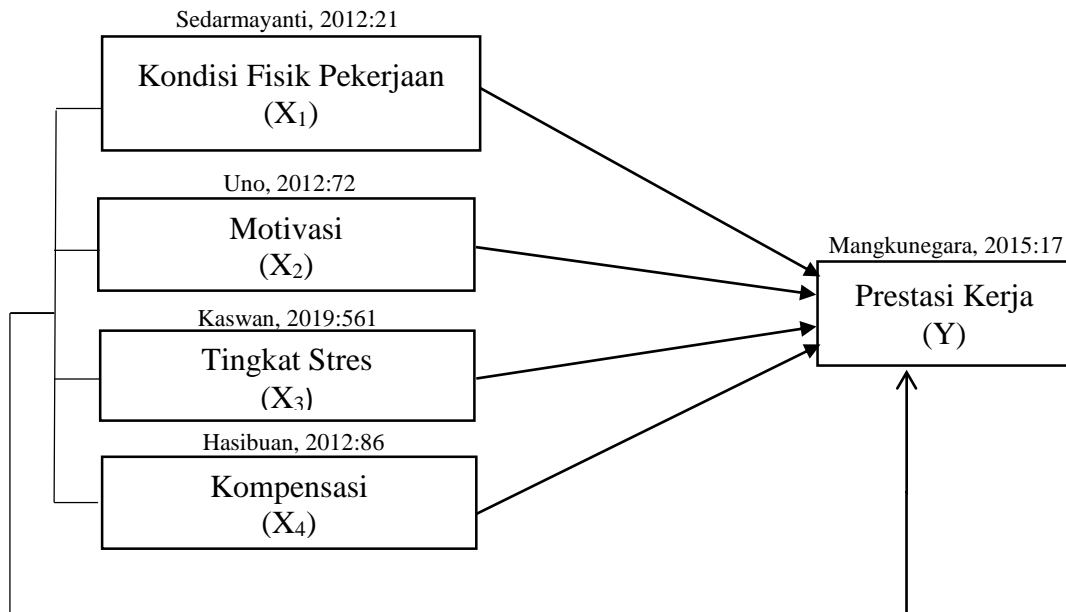 Sedarmayanti, 2012:21
Kondisi Fisik Pekerjaan
(X₁)
Uno, 2012:72
Motivasi
(X₂)
Kaswan, 2019:561
Tingkat Stres
(X₃)
Hasibuan, 2012:86
Kompensasi
(X₄)
Mangkunegara, 2015:17
Prestasi Kerja
(Y)